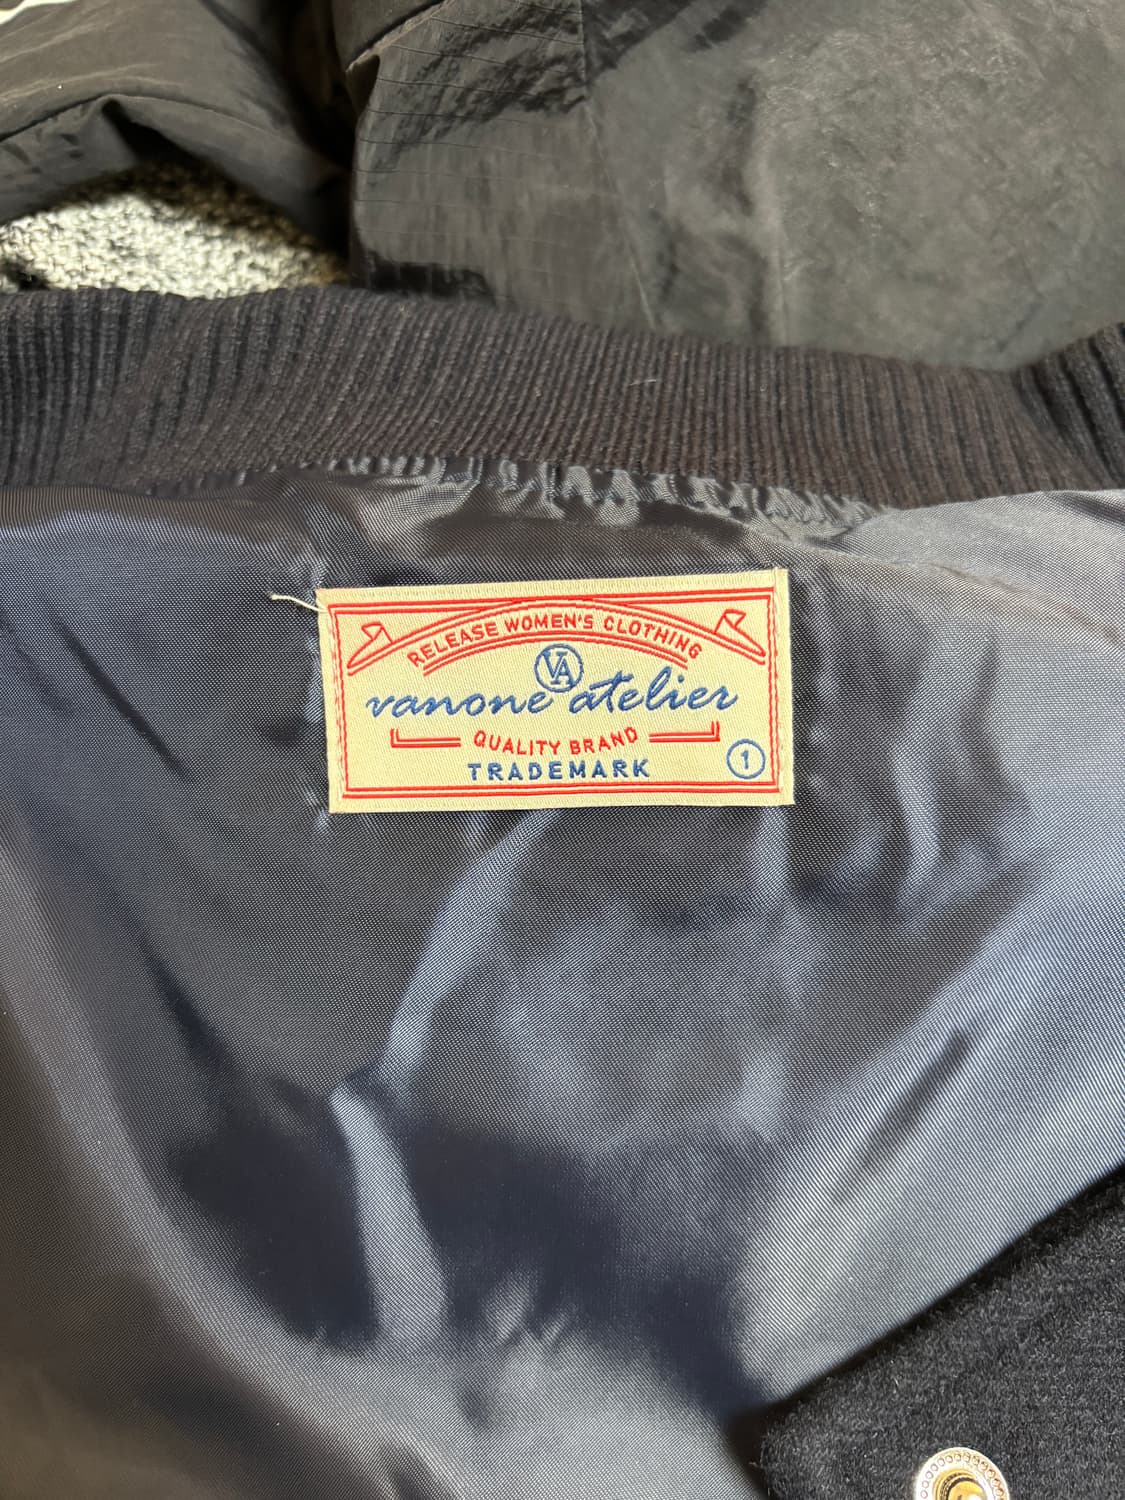 RELEASE WOMEN'S CLOTHING
VA
vanone atelier
QUALITY BRAND
TRADEMARK
1